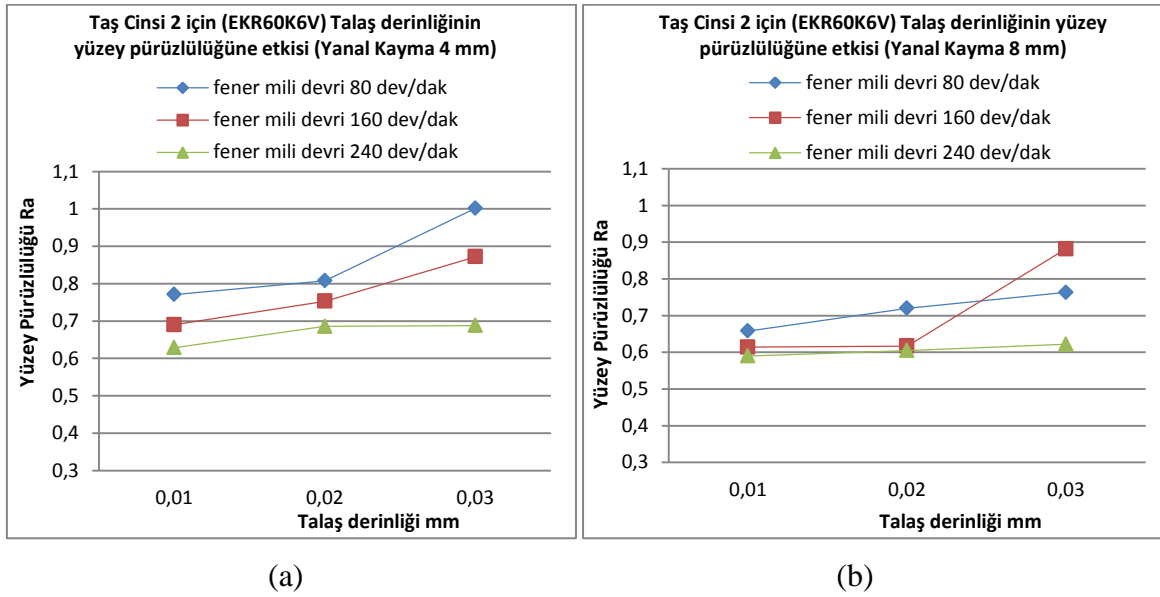 Taş Cinsi 2 için (EKR60K6V) Talaş derinliğinin
yüzey pürüzlülüğüne etkisi (Yanal Kayma 4 mm)
fener mili devri 80 dev/dak
fener mili devri 160 dev/dak
fener mili devri 240 dev/dak
Yüzey Pürüzlülüğü Ra
1,1
1
0,9
0,8
0,7
0,6
0,5
0,4
0,3
0,01 0,02 0,03
Talaş derinliği mm
(a)
Taş Cinsi 2 için (EKR60K6V) Talaş derinliğinin yüzey
pürüzlülüğüne etkisi (Yanal Kayma 8 mm)
fener mili devri 80 dev/dak
fener mili devri 160 dev/dak
fener mili devri 240 dev/dak
Yüzey Pürüzlülüğü Ra
1,1
1
0,9
0,8
0,7
0,6
0,5
0,4
0,3
0,01 0,02 0,03
Talaş derinliği mm
(b)